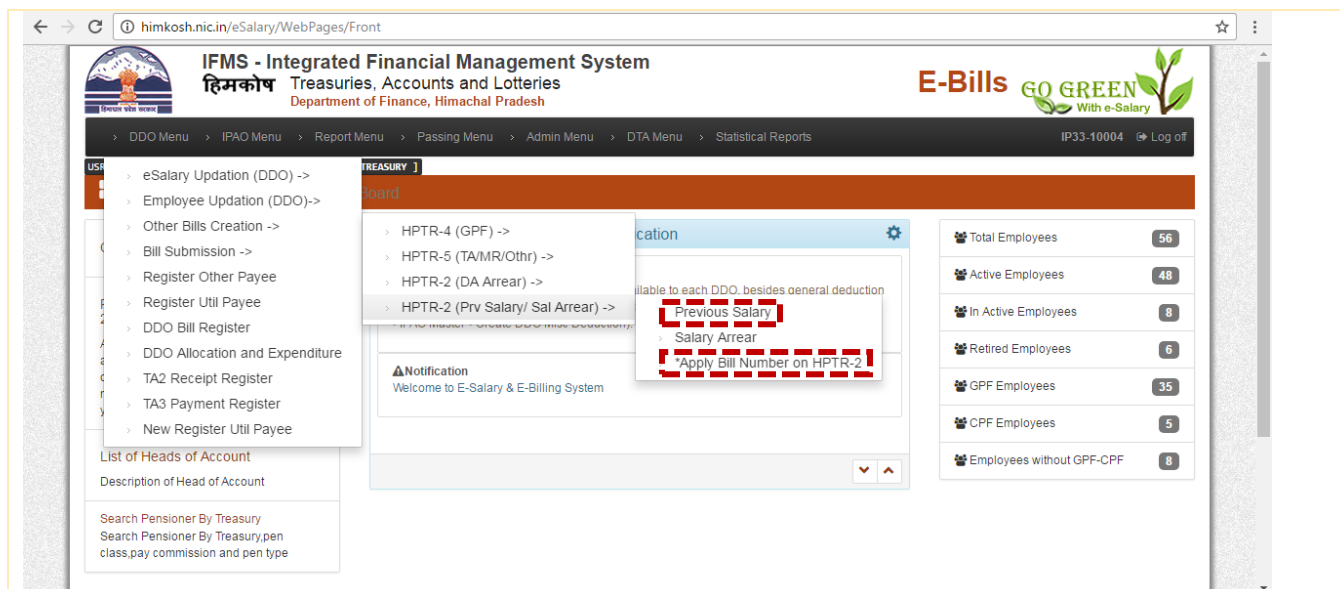 himkosh.nic.in/eSalary/WebPages/Front
IFMS - Integrated Financial Management System
हिमकोष Treasuries, Accounts and Lotteries
Department of Finance, Himachal Pradesh
हिमाचल प्रदेश सरकार
E-Bills GO GREEN
With e-Salary
DDO Menu IPAO Menu Report Menu Passing Menu Admin Menu DTA Menu Statistical Reports IP33-10004 Log off
TREASURY ]
Board
eSalary Updation (DDO) ->
Employee Updation (DDO)->
Other Bills Creation ->
Bill Submission ->
Register Other Payee
Register Util Payee
DDO Bill Register
DDO Allocation and Expenditure
TA2 Receipt Register
TA3 Payment Register
New Register Util Payee
HPTR-4 (GPF) ->
HPTR-5 (TA/MR/Othr) ->
HPTR-2 (DA Arrear) ->
HPTR-2 (Prv Salary/ Sal Arrear) ->
Previous Salary
Salary Arrear
*Apply Bill Number on HPTR-2
to each DDO, besides general deduction
Notification
Welcome to E-Salary & E-Billing System
List of Heads of Account
Description of Head of Account
Search Pensioner By Treasury
Search Pensioner By Treasury,pen
class,pay commission and pen type
Total Employees 56
Active Employees 48
In Active Employees 8
Retired Employees 6
GPF Employees 35
CPF Employees 5
Employees without GPF-CPF 8